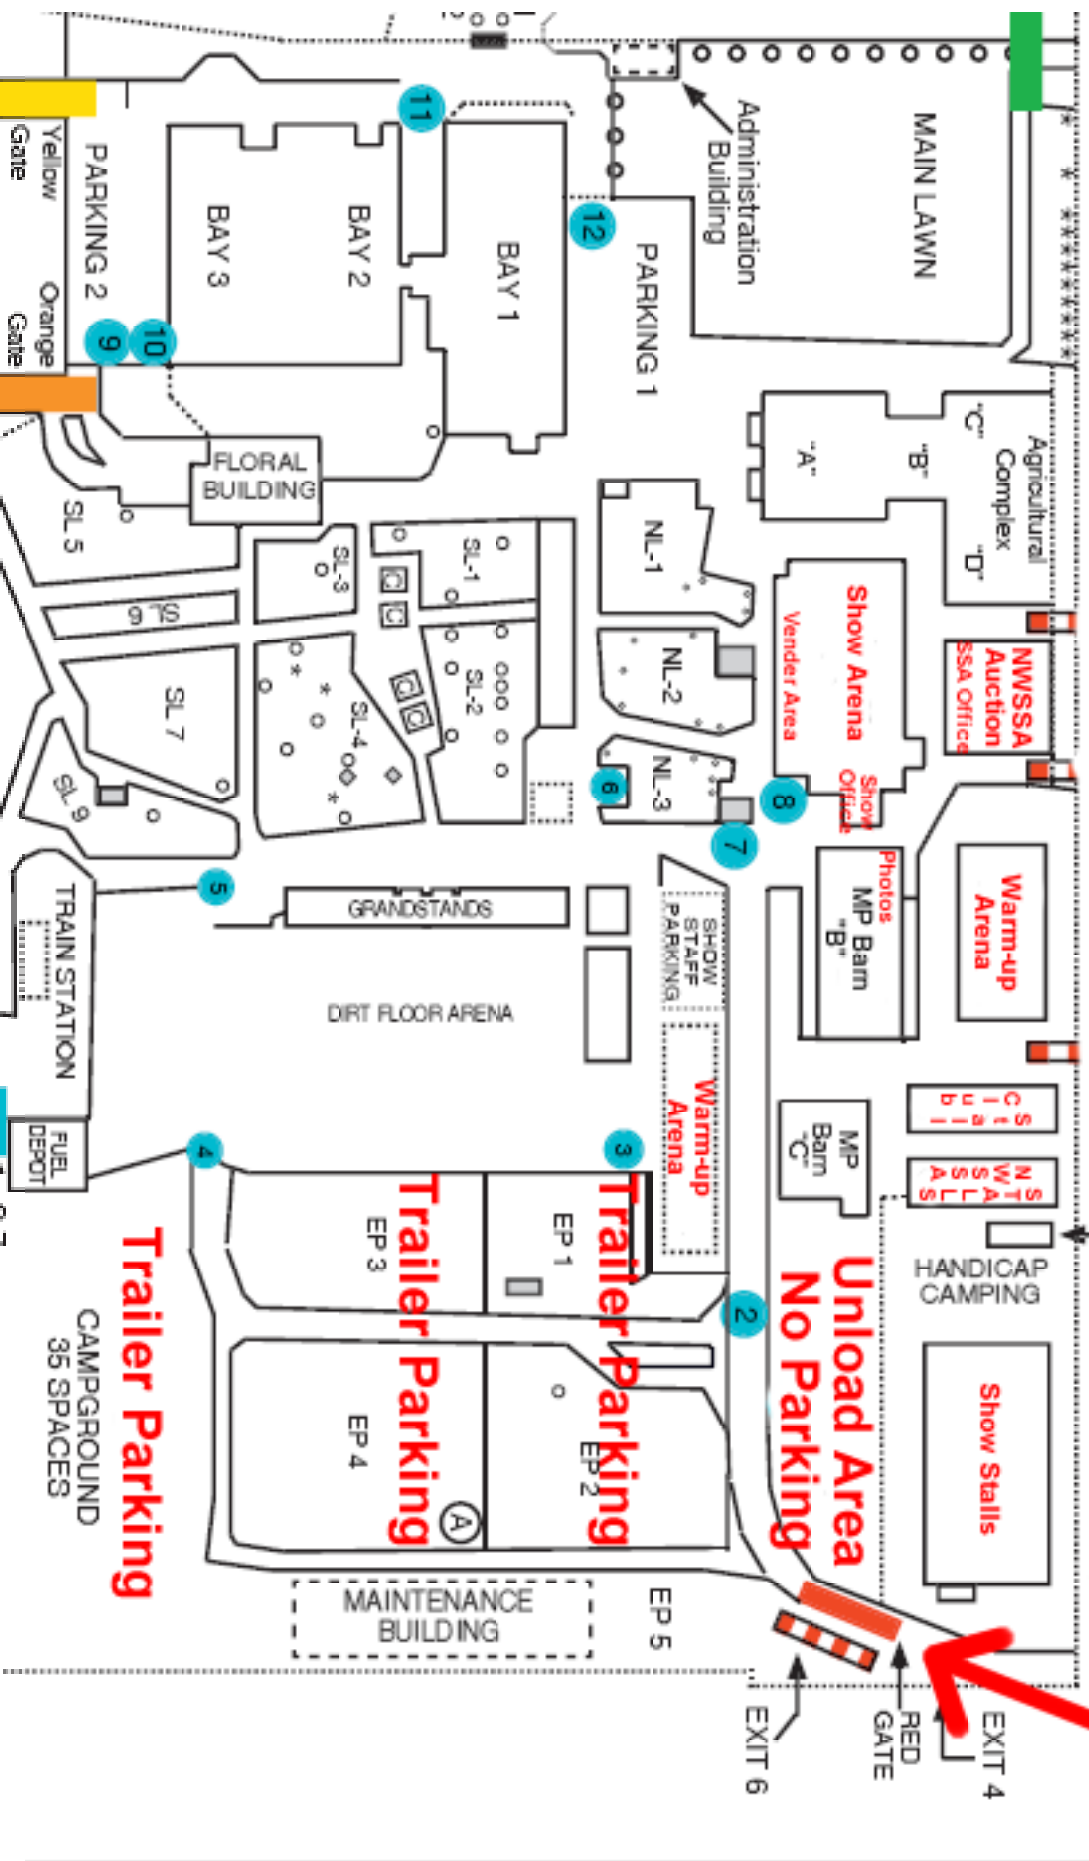 11
12
Administration
Building
MAIN LAWN
Yellow
Gate
PARKING 2
BAY 3
BAY 2
BAY 1
PARKING 1
Orange
Gate
9
10
"C"
Agricultural
Complex
"B"
"A"
"D"
FLORAL
BUILDING
SL 5
SL 6
SL-3
SL-1
C
C
NL-1
Show Arena
Vender Area
NWSSA
Auction
SSA Office
SL 7
SL-4
C
C
SL-2
NL-2
NL-3
6
8
Show
Office
7
SL 9
5
TRAIN STATION
GRANDSTANDS
DIRT FLOOR ARENA
SHOW
STAFF
PARKING
Photos
MP Barn
"B"
Warm-up
Arena
Warm-up
Arena
MP
Barn
"C"
Club
Stalls
NWSSA
STALLS
FUEL
DEPOT
4
3
EP 3
EP 1
Trailer Parking
Trailer Parking
Trailer Parking
2
HANDICAP
CAMPING
Unload Area
No Parking
Show Stalls
CAMPGROUND
35 SPACES
EP 4
A
EP 2
MAINTENANCE
BUILDING
EP 5
EXIT 6
RED
GATE
EXIT 4